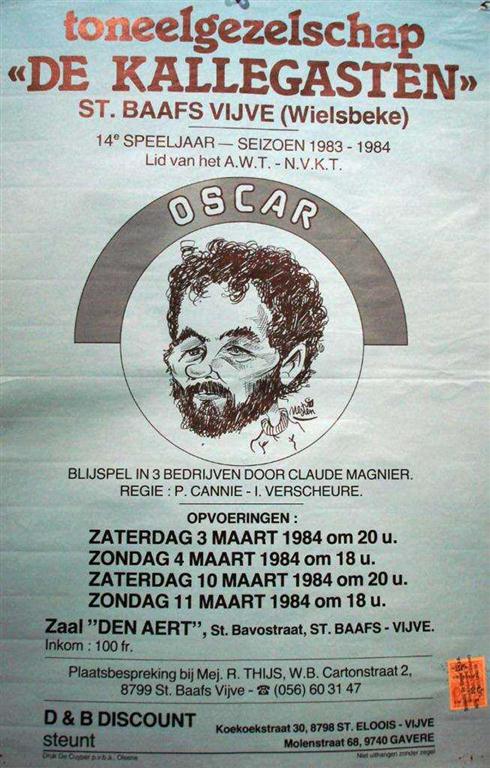 toneelgezelschap
«DE KALLEGASTEN»
ST. BAAFS VIJVE (Wielsbeke)
14e SPEELJAAR — SEIZOEN 1983 - 1984
Lid van het A.W.T. - N.V.K.T.
OSCAR
BLIJSPEL IN 3 BEDRIJVEN DOOR CLAUDE MAGNIER.
REGIE : P. CANNIE - I. VERSCHEURE.
OPVOERINGEN :
ZATERDAG 3 MAART 1984 om 20 u.
ZONDAG 4 MAART 1984 om 18 u.
ZATERDAG 10 MAART 1984 om 20 u.
ZONDAG 11 MAART 1984 om 18 u.
Zaal "DEN AERT", St. Bavostraat, ST. BAAFS - VIJVE.
Inkom : 100 fr.
Plaatsbespreking bij Mej. R. THIJS, W.B. Cartonstraat 2,
8799 St. Baafs Vijve - ☎ (056) 60 31 47
D & B DISCOUNT
steunt
Koekoekstraat 30, 8798 ST. ELOOIS - VIJVE
Molenstraat 68, 9740 GAVERE
Druk De Cuyper p.v.b.a., Olsene
Niet uithangen zonder zegel